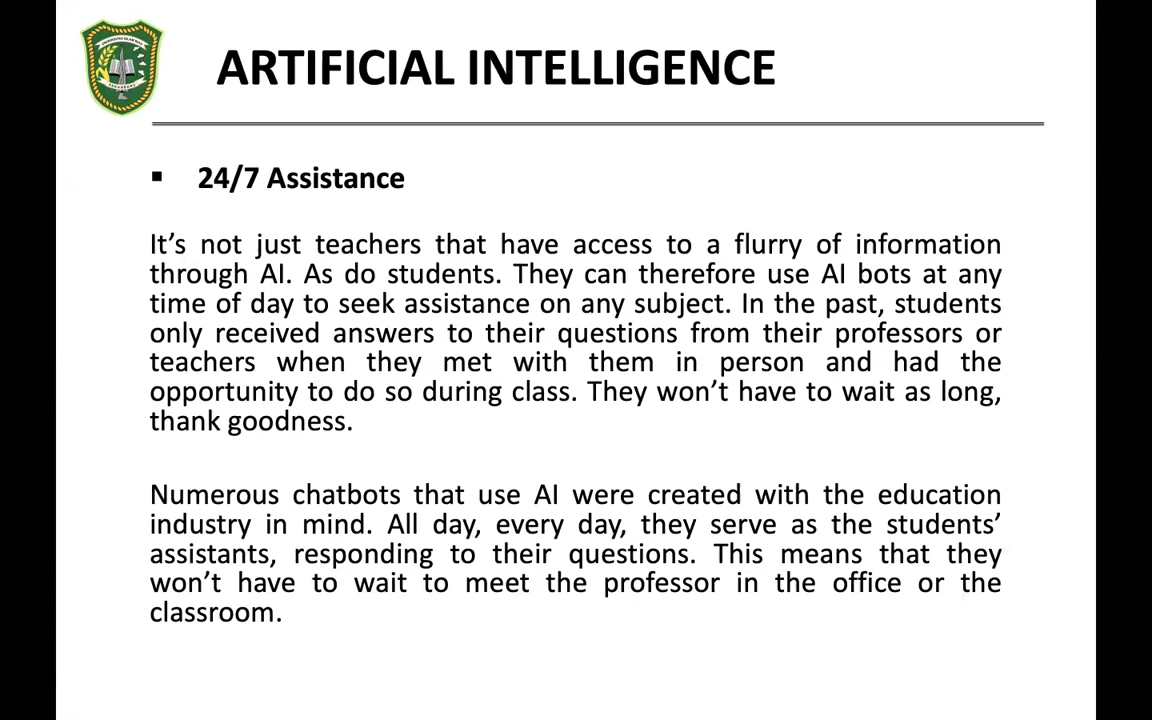 ARTIFICIAL INTELLIGENCE
▪ 24/7 Assistance
It’s not just teachers that have access to a flurry of information
through AI. As do students. They can therefore use AI bots at any
time of day to seek assistance on any subject. In the past, students
only received answers to their questions from their professors or
teachers when they met with them in person and had the
opportunity to do so during class. They won’t have to wait as long,
thank goodness.
Numerous chatbots that use AI were created with the education
industry in mind. All day, every day, they serve as the students’
assistants, responding to their questions. This means that they
won’t have to wait to meet the professor in the office or the
classroom.